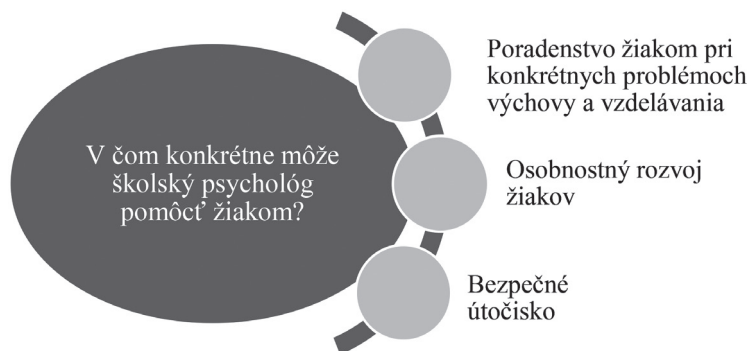 V čom konkrétne môže
školský psychológ
pomôcť žiakom?
Poradenstvo žiakom pri
konkrétnych problémoch
výchovy a vzdelávania
Osobnostný rozvoj
žiakov
Bezpečné
útočisko